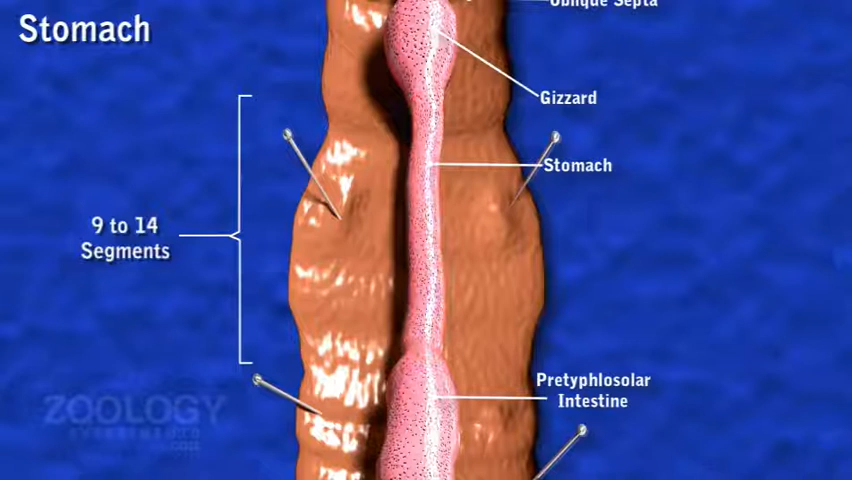 Oblique Septa
Stomach
Gizzard
Stomach
9 to 14
Segments
Pretyphlosolar
Intestine
ZOOLOGY